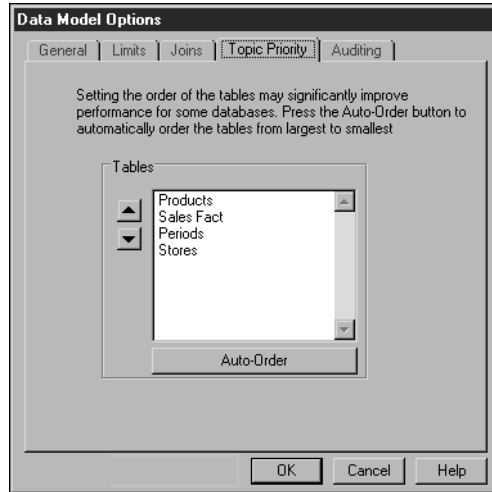 Data Model Options
General Limits Joins Topic Priority Auditing
Setting the order of the tables may significantly improve
performance for some databases. Press the Auto-Order button to
automatically order the tables from largest to smallest
Tables
Products
Sales Fact
Periods
Stores
Auto-Order
OK Cancel Help